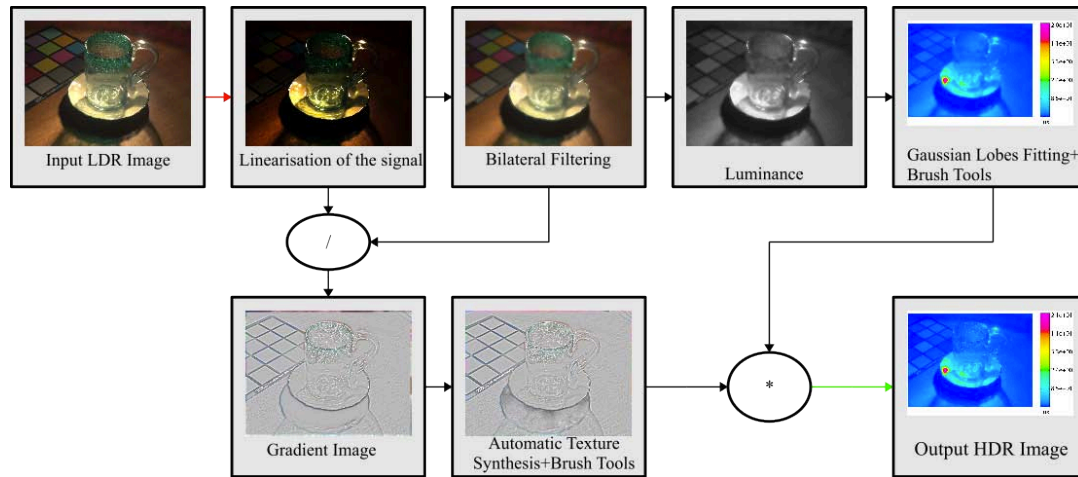 Input LDR Image
Linearisation of the signal
Bilateral Filtering
Luminance
Gaussian Lobes Fitting+
Brush Tools
/
Gradient Image
Automatic Texture
Synthesis+Brush Tools
*
Output HDR Image